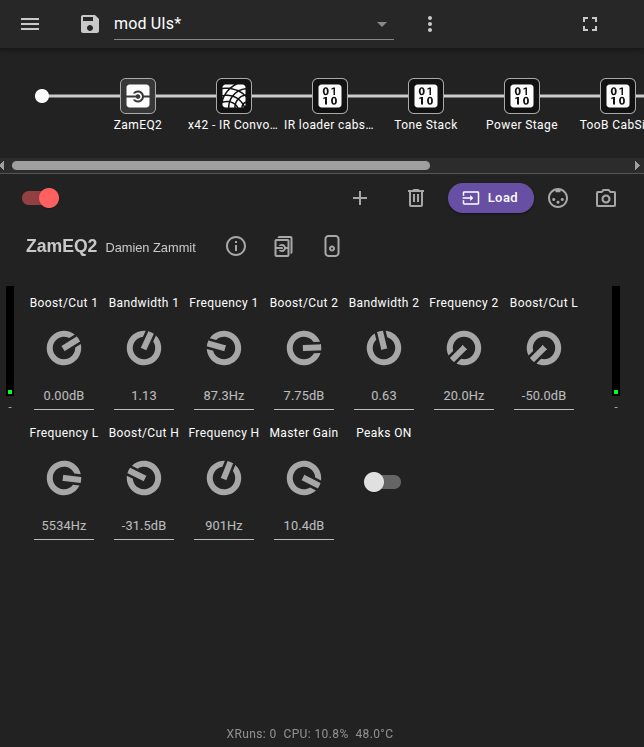 mod UIs*
ZamEQ2
x42 - IR Convo...
IR loader cabs...
Tone Stack
Power Stage
TooB CabSi
Load
ZamEQ2 Damien Zammit
Boost/Cut 1 Bandwidth 1 Frequency 1 Boost/Cut 2 Bandwidth 2 Frequency 2 Boost/Cut L
0.00dB 1.13 87.3Hz 7.75dB 0.63 20.0Hz -50.0dB
- -
Frequency L Boost/Cut H Frequency H Master Gain Peaks ON
5534Hz -31.5dB 901Hz 10.4dB
XRuns: 0 CPU: 10.8% 48.0°C